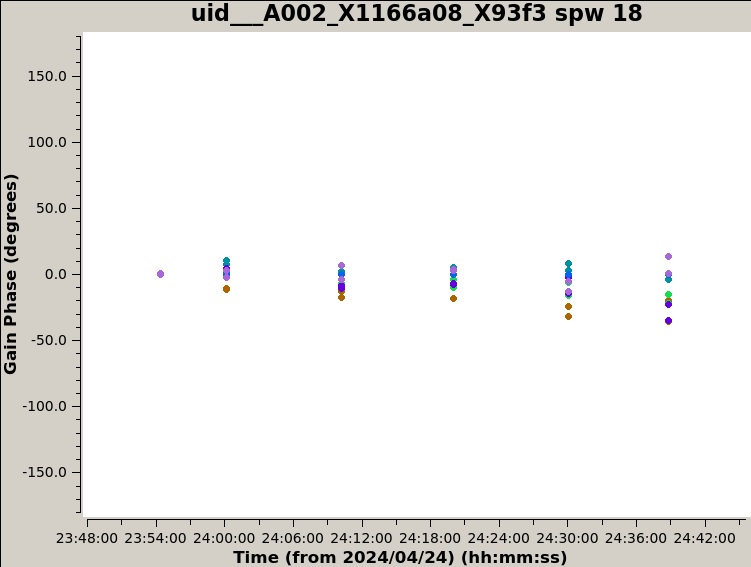 uid___A002_X1166a08_X93f3 spw 18
Gain Phase (degrees)
150.0
100.0
50.0
0.0
-50.0
-100.0
-150.0
23:48:00 23:54:00 24:00:00 24:06:00 24:12:00 24:18:00 24:24:00 24:30:00 24:36:00 24:42:00
Time (from 2024/04/24) (hh:mm:ss)